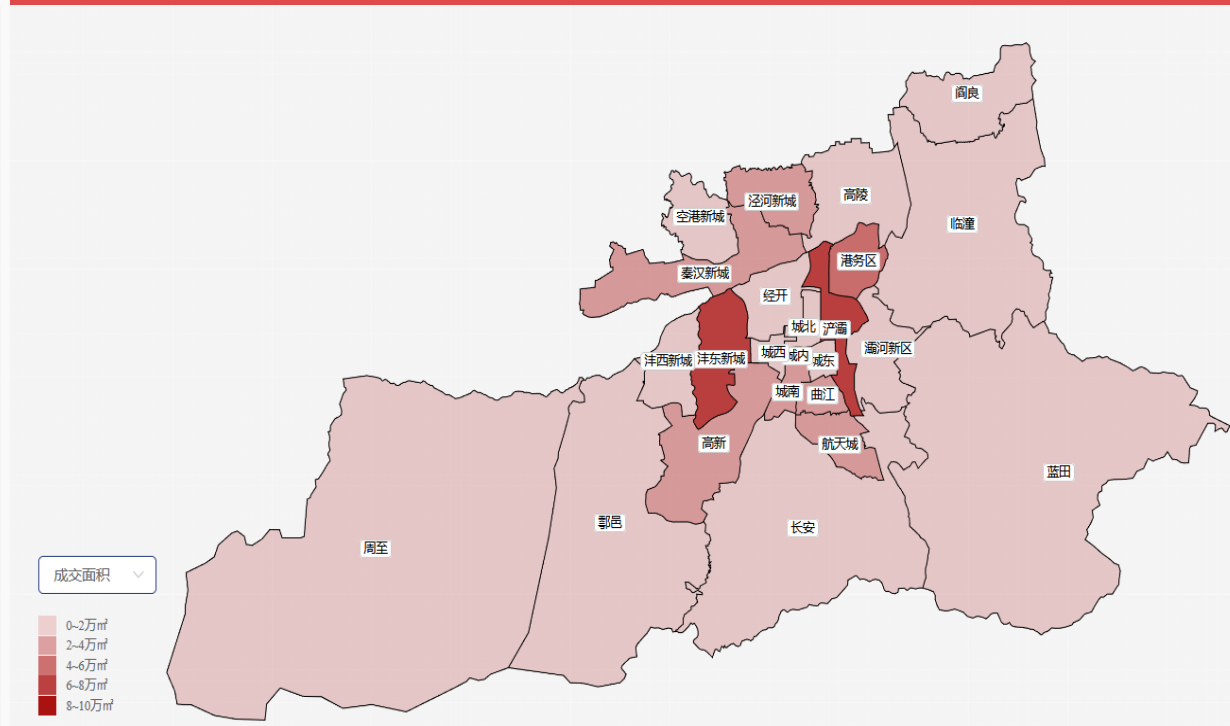 阎良
高陵
泾河新城
空港新城
临潼
港务区
秦汉新城
经开
城北
浐灞
灞河新区
城西
城内
城东
沣西新城
沣东新城
城南
曲江
高新
航天城
蓝田
鄠邑
长安
周至
成交面积
0~2万㎡
2~4万㎡
4~6万㎡
6~8万㎡
8~10万㎡